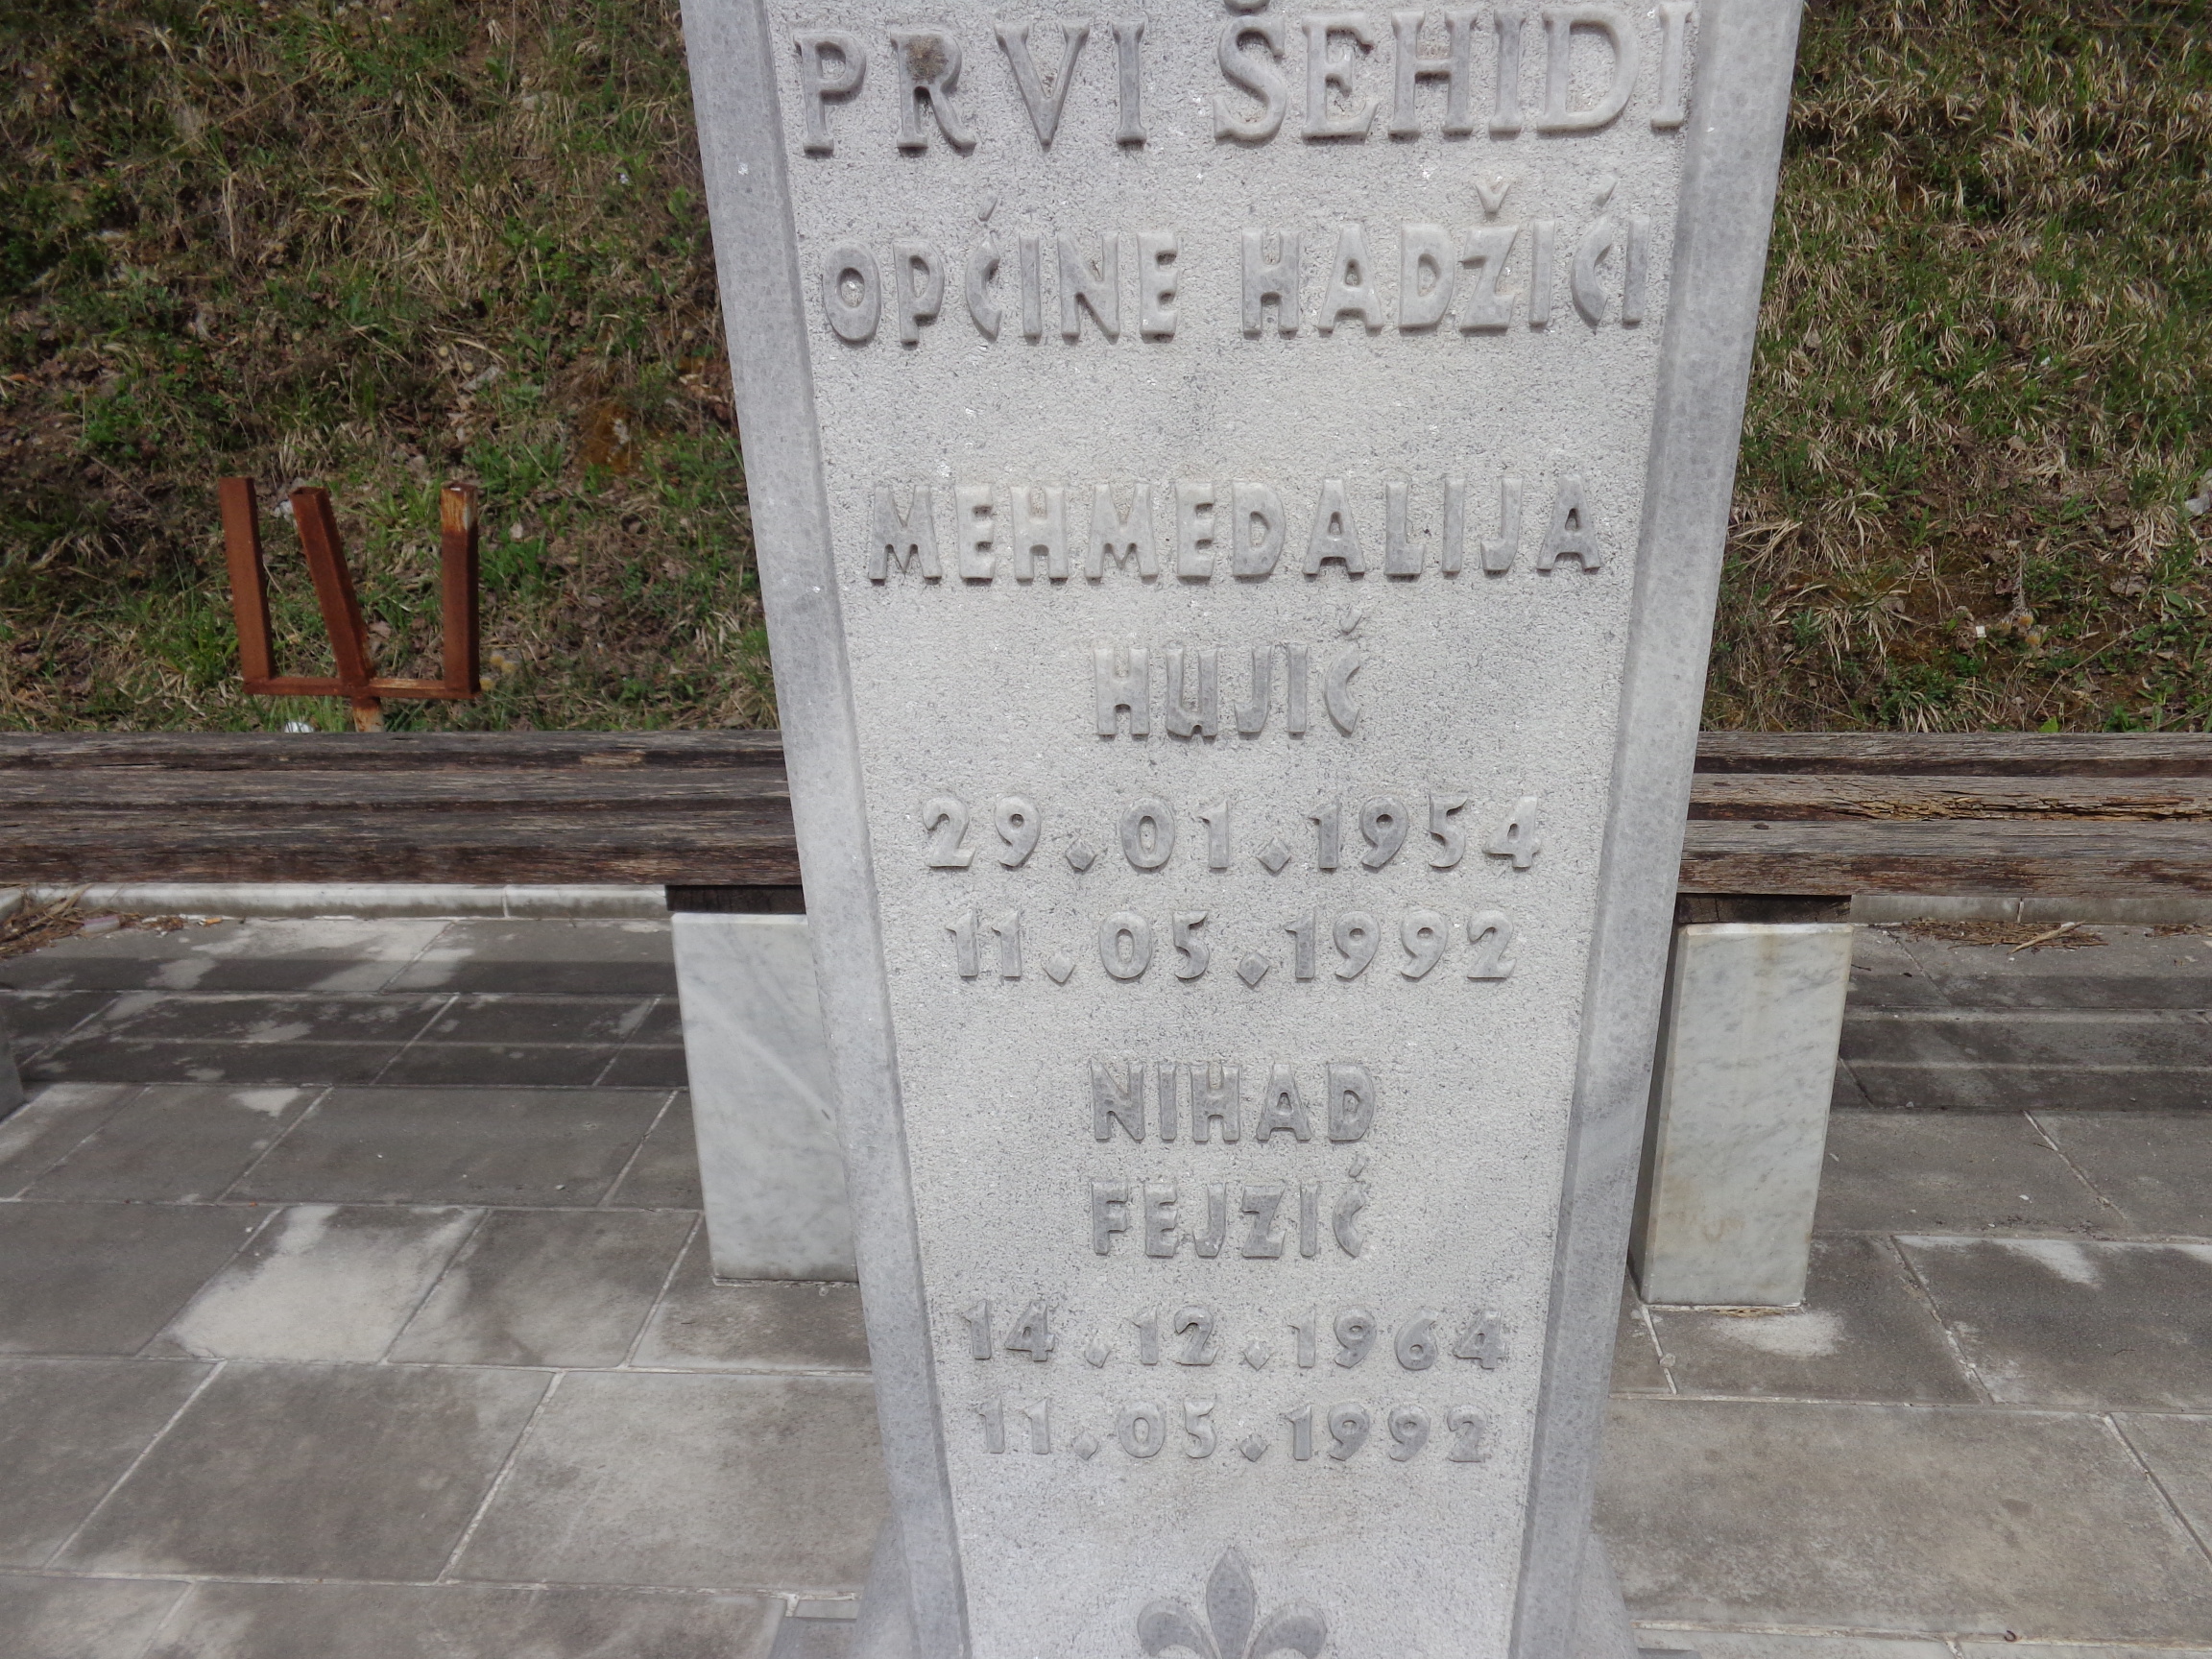 PRVI ŠEHIDI
OPĆINE HADŽIĆI
MEHMEDALIJA
HUJIĆ
29.01.1954
11.05.1992
NIHAD
FEJZIĆ
14.12.1964
11.05.1992